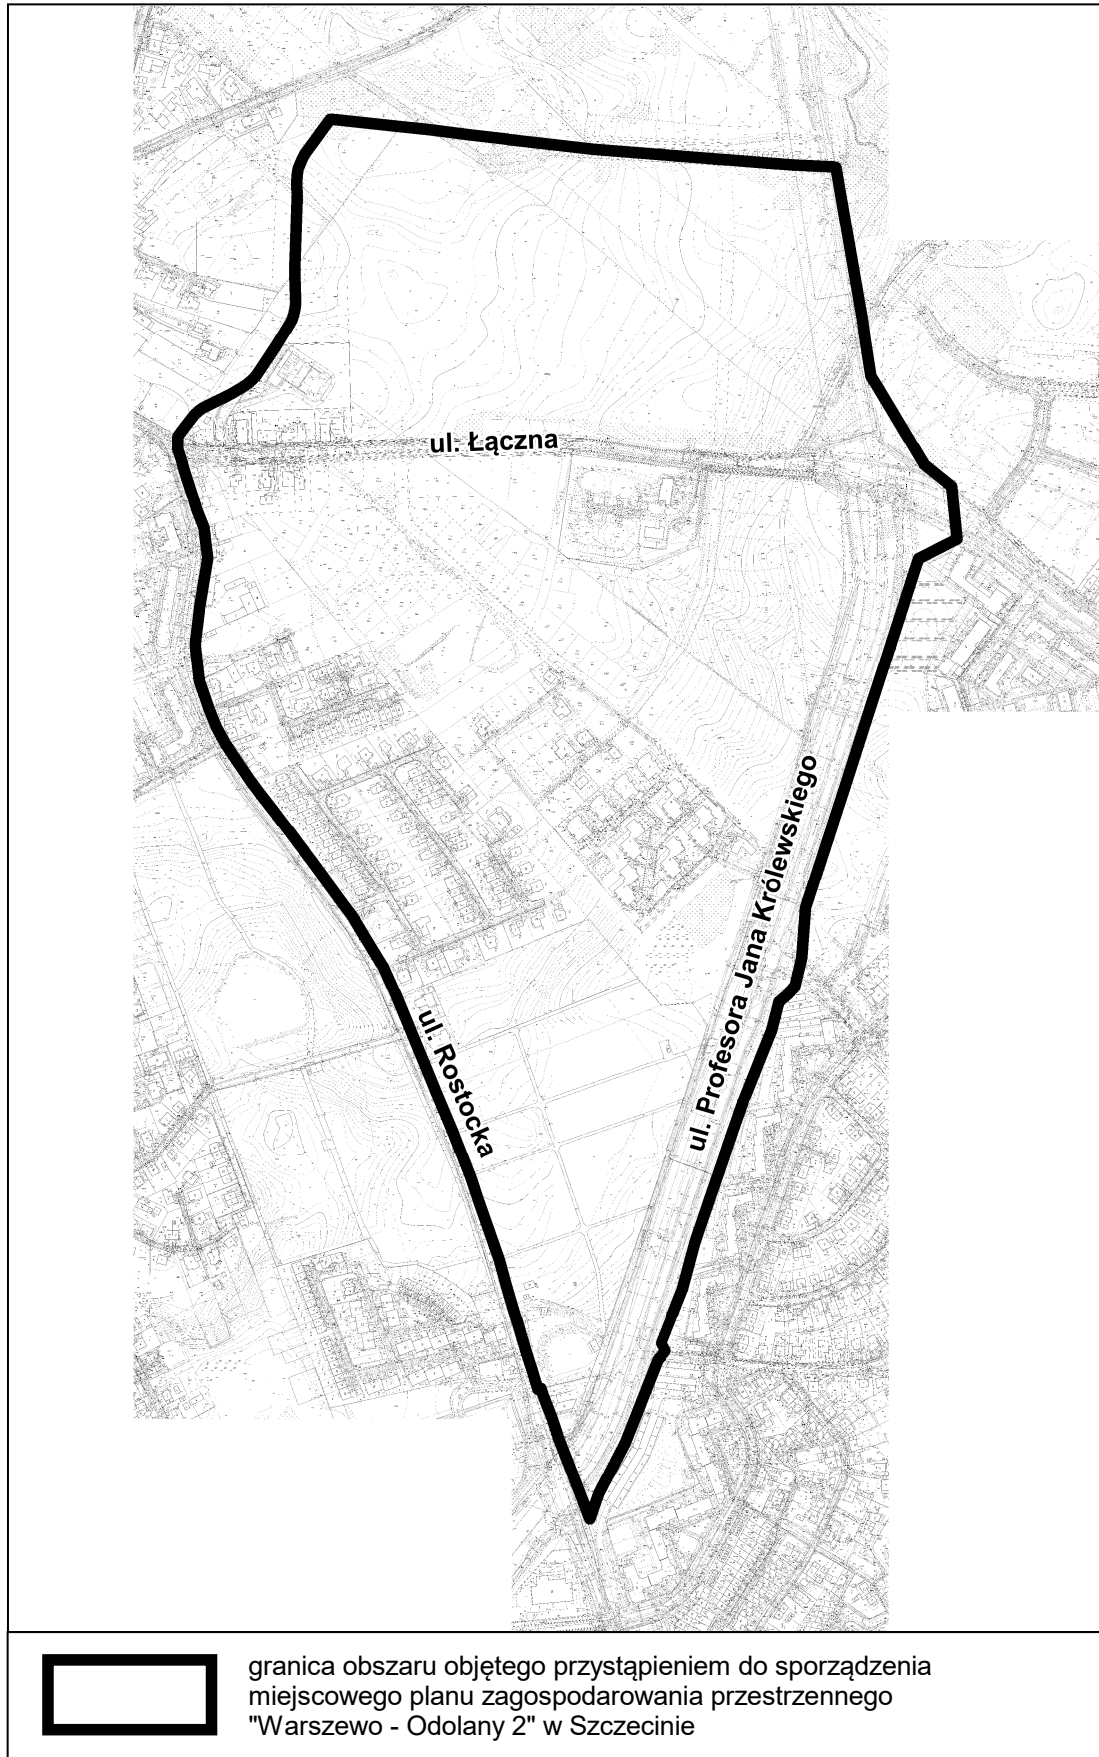 ul. Łączna
ul. Profesora Jana Królewskiego
ul. Rostocka
granica obszaru objętego przystąpieniem do sporządzenia
miejscowego planu zagospodarowania przestrzennego
"Warszewo - Odolany 2" w Szczecinie